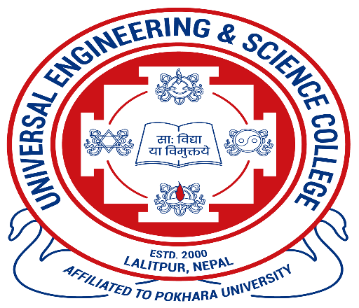 UNIVERSAL ENGINEERING & SCIENCE COLLEGE
सा: विद्या
या विमुक्तये
ESTD. 2000
LALITPUR, NEPAL
AFFILIATED TO POKHARA UNIVERSITY